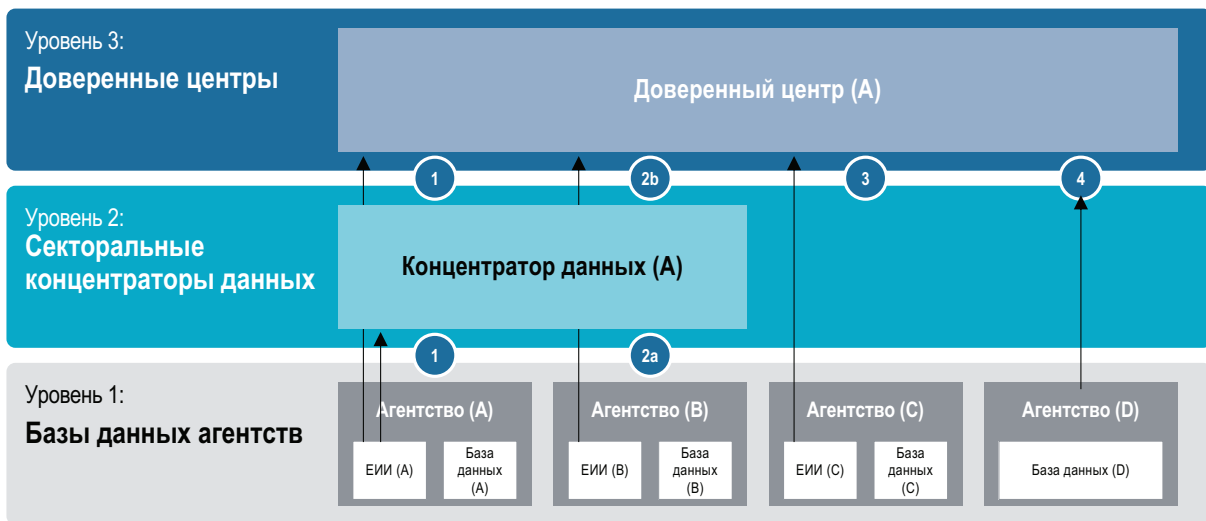 Уровень 3:
Доверенные центры
Доверенный центр (A)
1
2b
3
4
Уровень 2:
Секторальные
концентраторы данных
Концентратор данных (A)
1
2a
Уровень 1:
Базы данных агентств
Агентство (A)
ЕИИ (A)
База
данных
(A)
Агентство (B)
ЕИИ (B)
База
данных
(B)
Агентство (C)
ЕИИ (C)
База
данных
(C)
Агентство (D)
База данных (D)